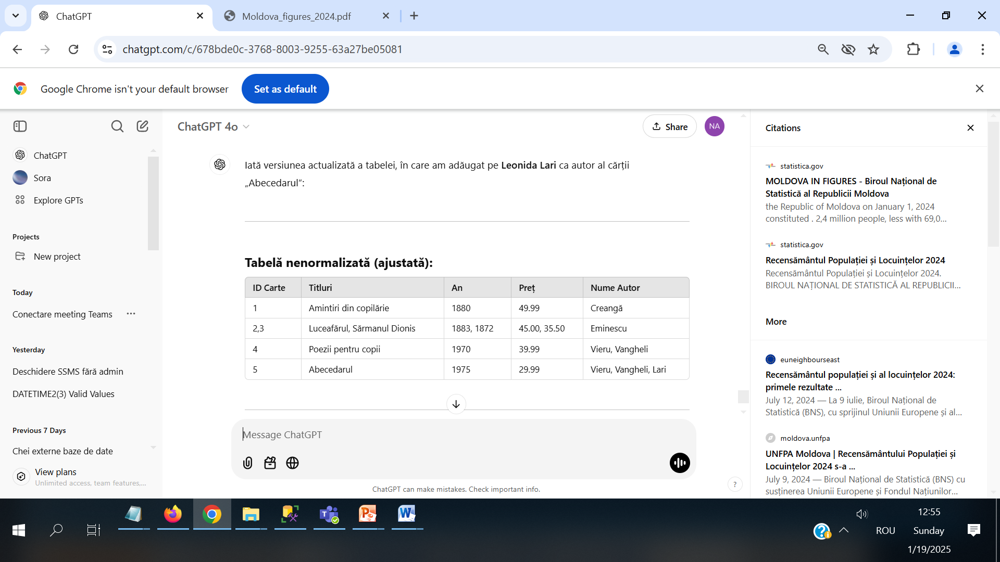 ChatGPT
Moldova_figures_2024.pdf
chatgpt.com/c/678bde0c-3768-8003-9255-63a27be05081
Google Chrome isn't your default browser
Set as default
ChatGPT
Sora
Explore GPTs
Projects
New project
Today
Conectare meeting Teams
Yesterday
Deschidere SSMS fără admin
DATETIME2(3) Valid Values
Previous 7 Days
Chei externe baze de date
View plans
Unlimited access, team features,...
ChatGPT 4o
Share
NA
Iată versiunea actualizată a tabelei, în care am adăugat pe Leonida Lari ca autor al cărții
„Abecedarul”:
Tabelă nenormalizată (ajustată):
ID Carte Titluri An Preț Nume Autor
1 Amintiri din copilărie 1880 49.99 Creangă
2,3 Luceafărul, Sărmanul Dionis 1883, 1872 45.00, 35.50 Eminescu
4 Poezii pentru copii 1970 39.99 Vieru, Vangheli
5 Abecedarul 1975 29.99 Vieru, Vangheli, Lari
Message ChatGPT
ChatGPT can make mistakes. Check important info.
?
Citations
statistica.gov
MOLDOVA IN FIGURES - Biroul Național de
Statistică al Republicii Moldova
the Republic of Moldova on January 1, 2024
constituted . 2,4 million people, less with 69,0...
statistica.gov
Recensământul Populației și Locuințelor 2024
Recensământul Populației și Locuințelor 2024.
BIROUL NAȚIONAL DE STATISTICĂ AL REPUBLICII...
More
euneighbourseast
Recensământul populației și al locuințelor 2024:
primele rezultate ...
July 12, 2024 — La 9 iulie, Biroul Național de
Statistică (BNS), cu sprijinul Uniunii Europene și al...
moldova.unfpa
UNFPA Moldova | Recensământului Populației și
Locuințelor 2024 s-a ...
July 9, 2024 — Biroul Național de Statistică (BNS) cu
susținerea Uniunii Europene și Fondul Națiunilor...
ROU
12:55
Sunday
1/19/2025